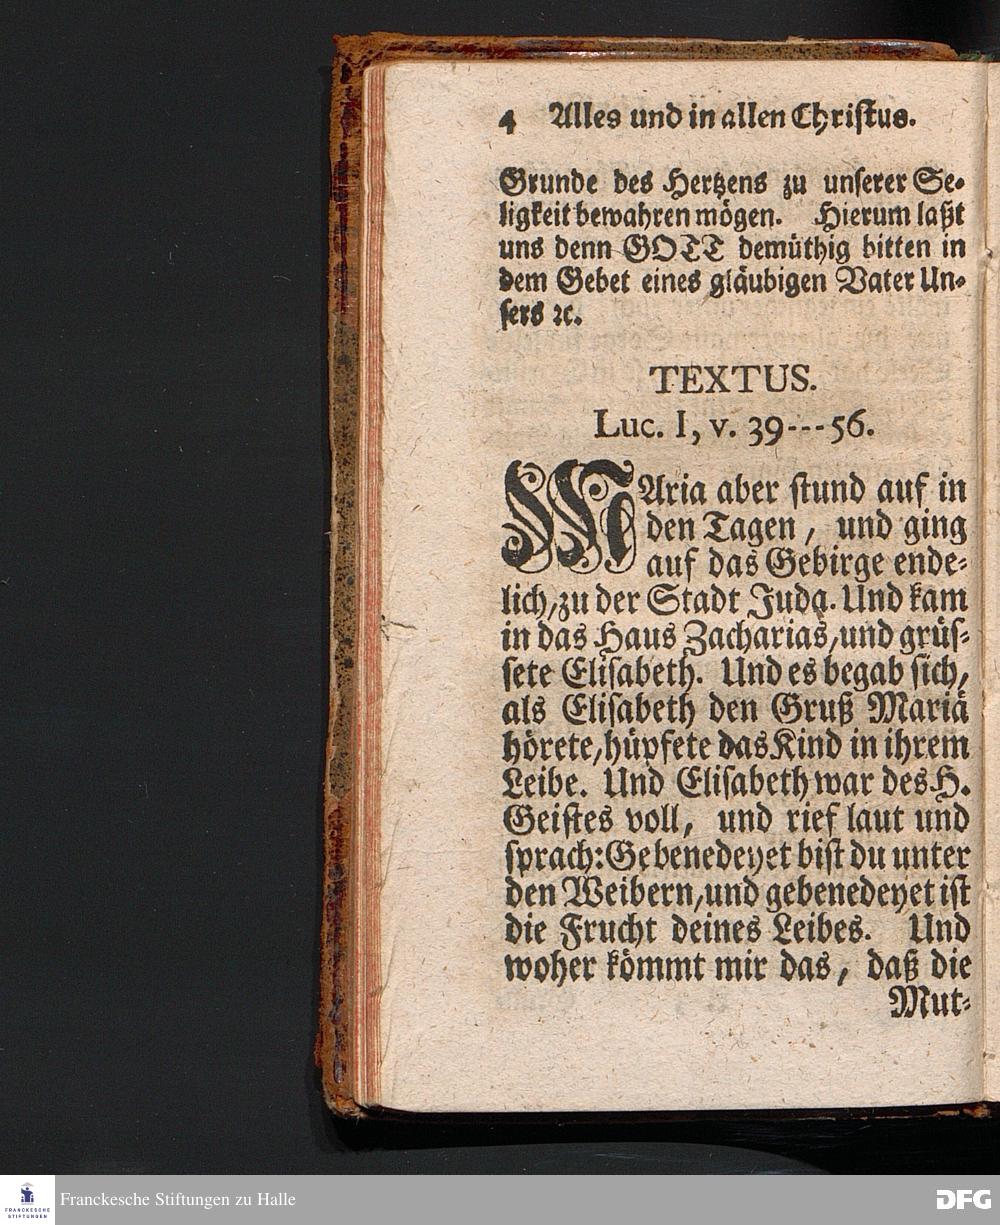 4 Alles und in allen Christus.
Grunde des Hertzens zu unserer Se-
ligkeit bewahren mögen. Hierum laßt
uns denn GOTT demüthig bitten in
dem Gebet eines gläubigen Vater Un-
sers ꝛc.
TEXTUS.
Luc. I, v. 39---56.
MAria aber stund auf in
den Tagen, und ging
auf das Gebirge ende-
lich, zu der Stadt Juda. Und kam
in das Haus Zacharias, und grüs-
sete Elisabeth. Und es begab sich,
als Elisabeth den Gruß Mariä
hörete, hüpfete das Kind in ihrem
Leibe. Und Elisabeth war des H.
Geistes voll, und rief laut und
sprach: Gebenedeyet bist du unter
den Weibern, und gebenedeyet ist
die Frucht deines Leibes. Und
woher kömmt mir das, daß die
Mut-
FRANCKESCHE
STIFTUNGEN
Franckesche Stiftungen zu Halle
DFG